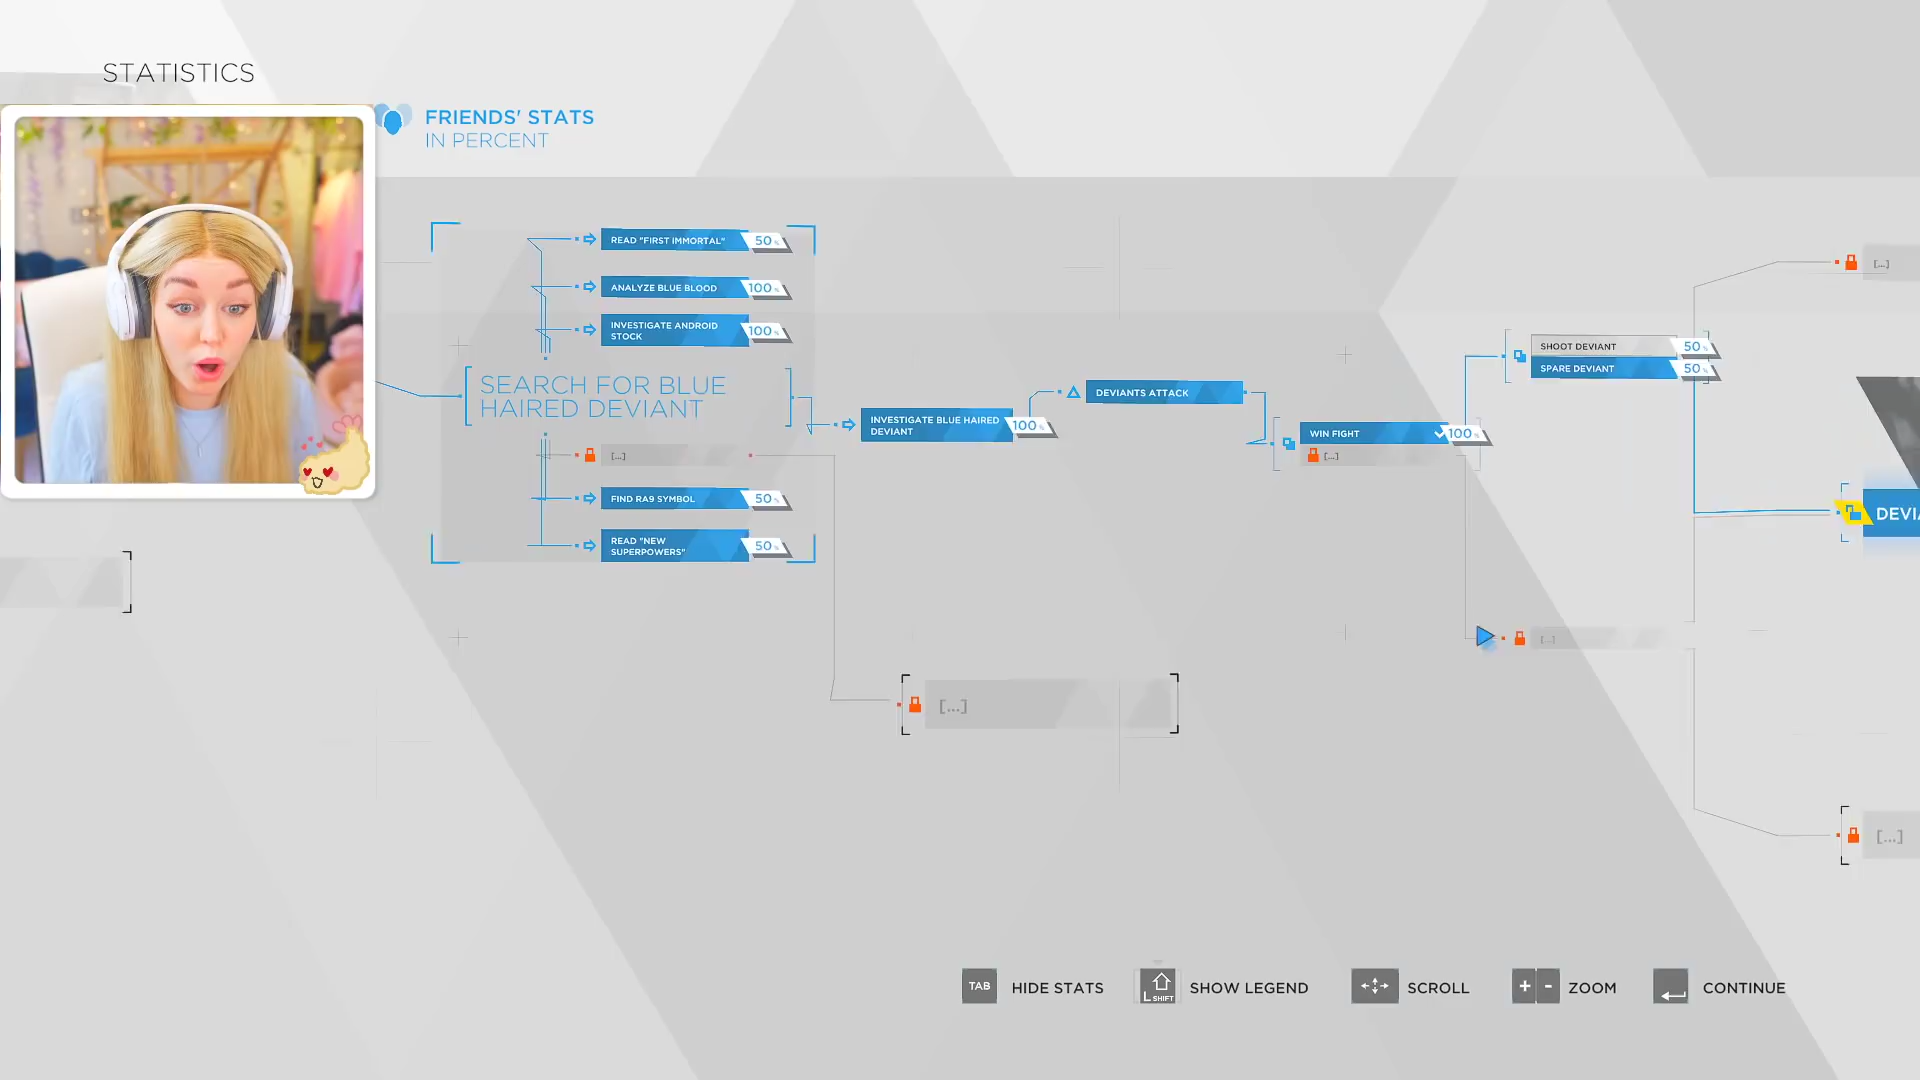 STATISTICS
FRIENDS' STATS
IN PERCENT
READ "FIRST IMMORTAL" 50 %
ANALYZE BLUE BLOOD 100 %
INVESTIGATE ANDROID
STOCK
100 %
SEARCH FOR BLUE
HAIRED DEVIANT
[...]
FIND RA9 SYMBOL 50 %
READ "NEW
SUPERPOWERS"
50 %
INVESTIGATE BLUE HAIRED
DEVIANT
100 %
DEVIANTS ATTACK
WIN FIGHT 100 %
[...]
SHOOT DEVIANT 50 %
SPARE DEVIANT 50 %
[...]
DEVIA
[...]
[...]
[...]
TAB HIDE STATS
L SHIFT SHOW LEGEND
SCROLL
+ - ZOOM
CONTINUE